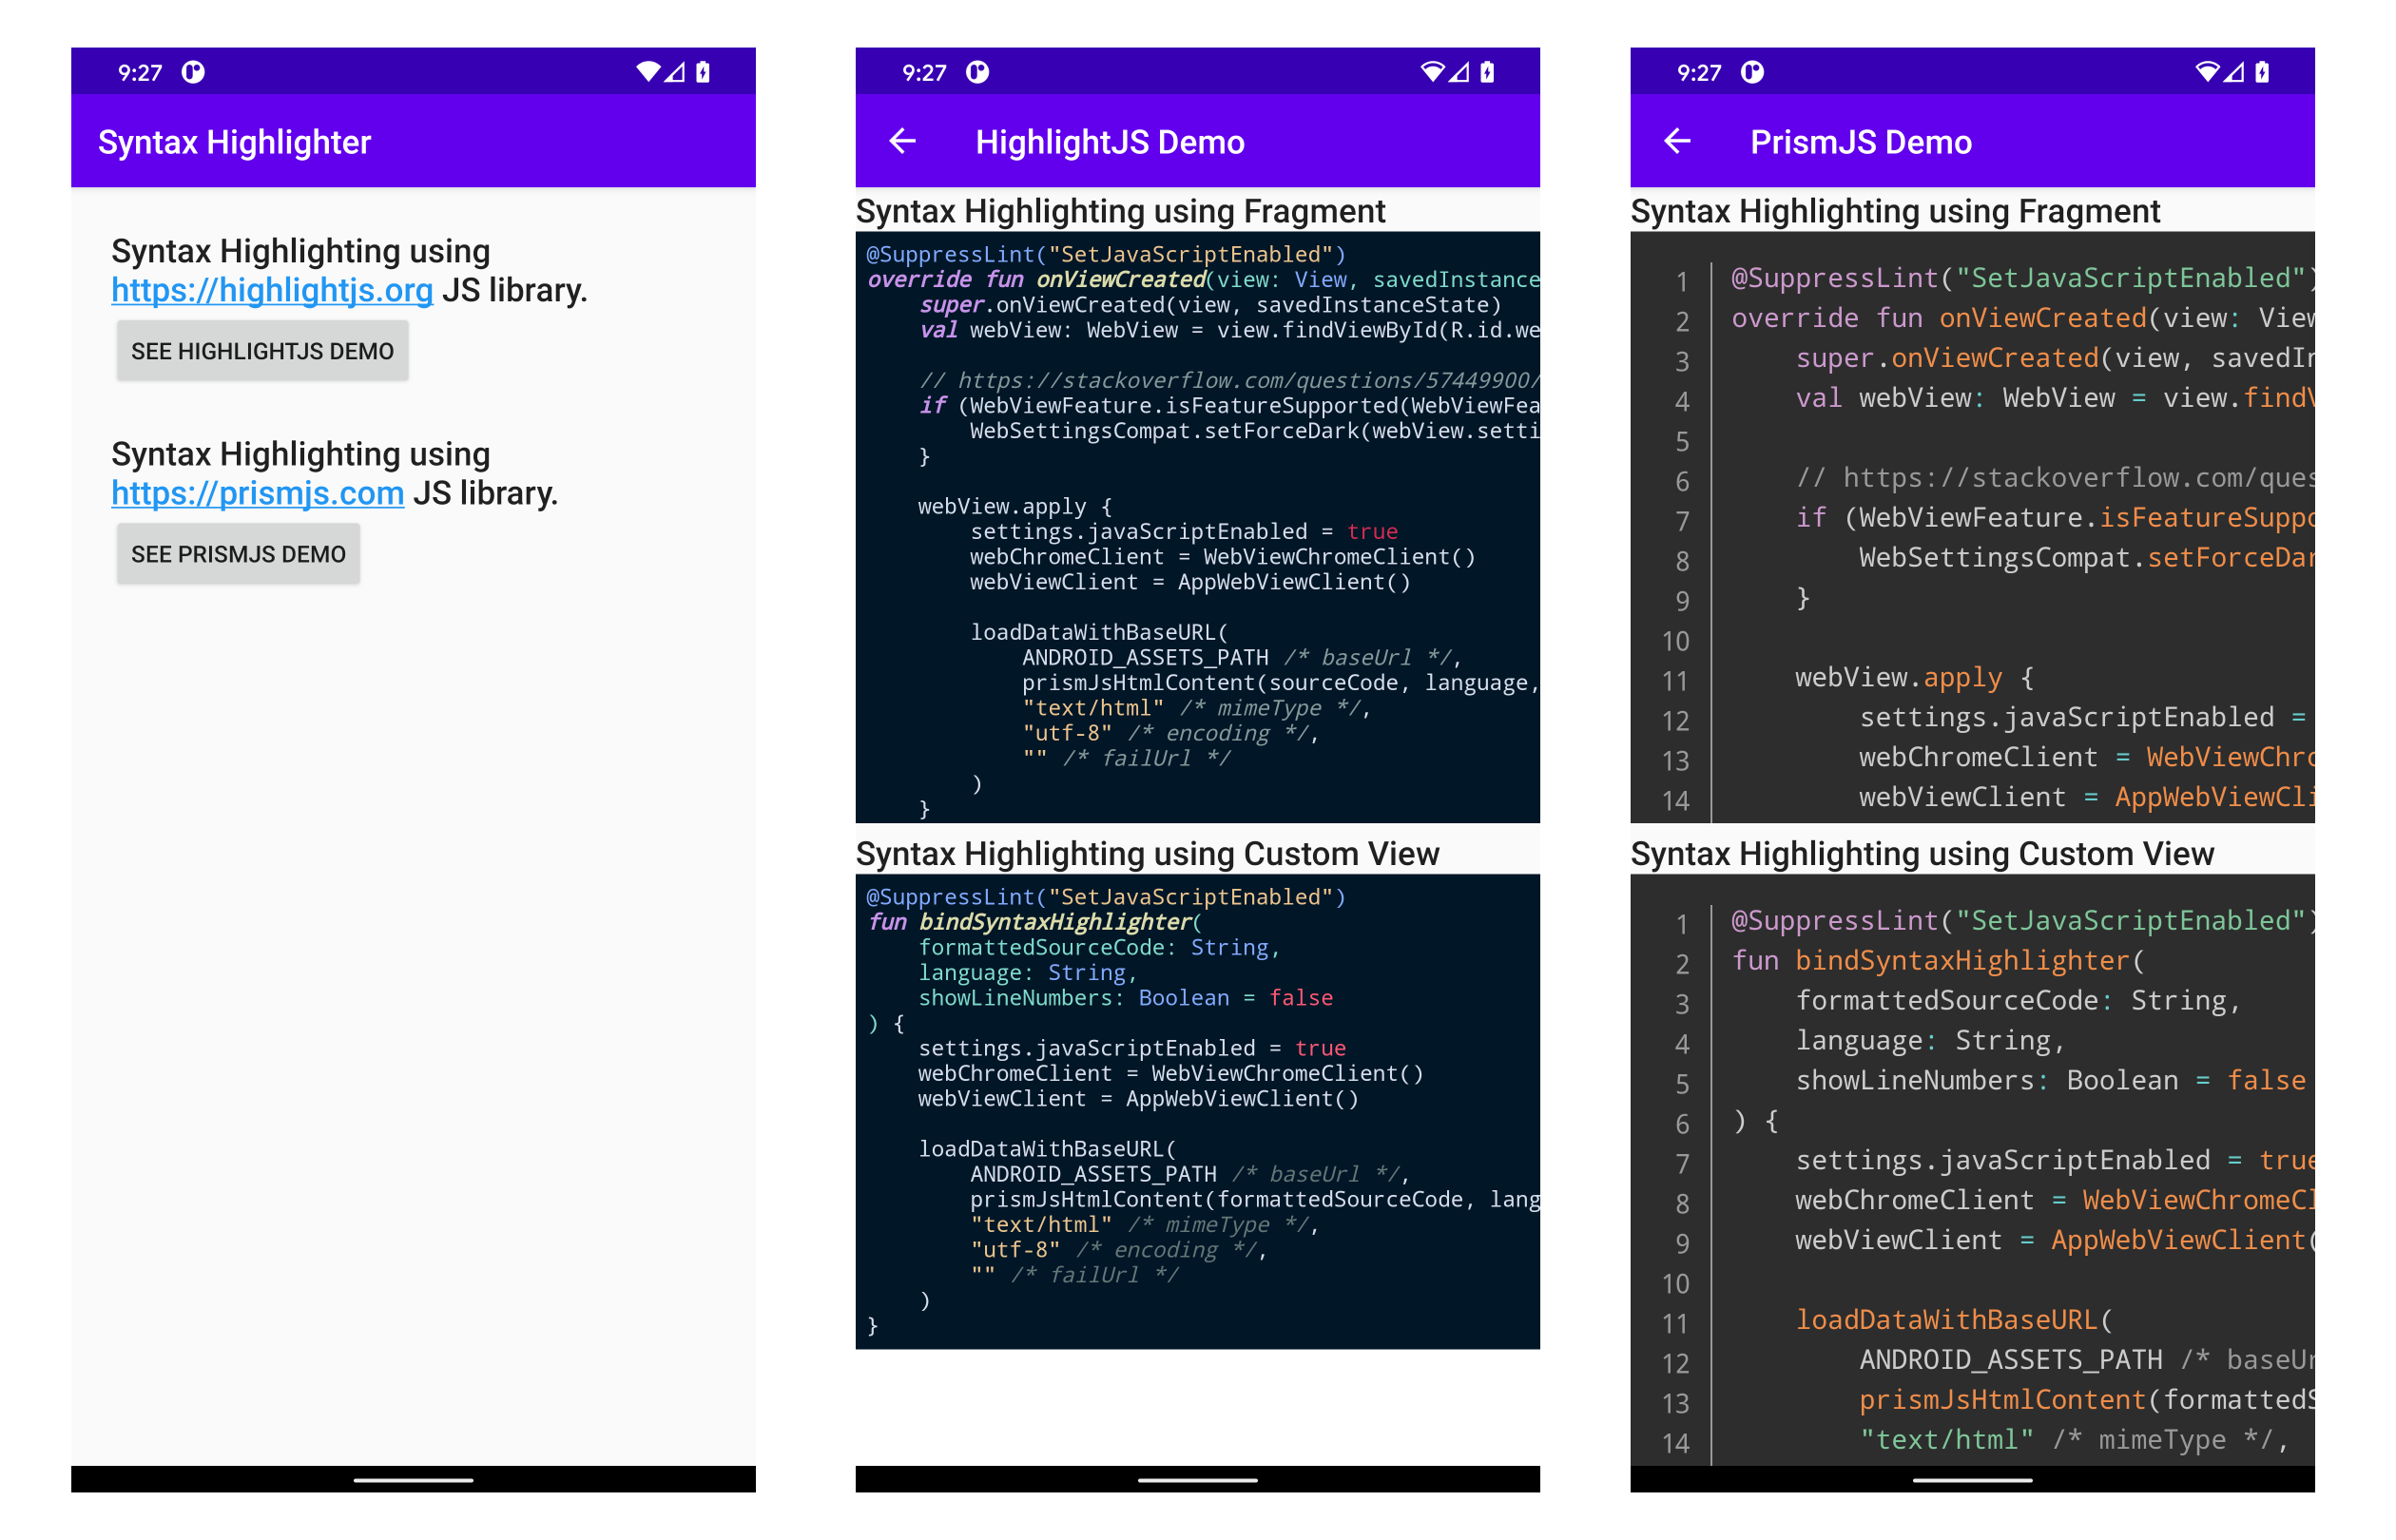 9:27
Syntax Highlighter
Syntax Highlighting using
https://highlightjs.org JS library.
SEE HIGHLIGHTJS DEMO
Syntax Highlighting using
https://prismjs.com JS library.
SEE PRISMJS DEMO
9:27
HighlightJS Demo
Syntax Highlighting using Fragment
@SuppressLint("SetJavaScriptEnabled")
override fun onViewCreated(view: View, savedInstance
    super.onViewCreated(view, savedInstanceState)
    val webView: WebView = view.findViewById(R.id.we
    // https://stackoverflow.com/questions/57449900/
    if (WebViewFeature.isFeatureSupported(WebViewFea
        WebSettingsCompat.setForceDark(webView.setti
    }
    webView.apply {
        settings.javaScriptEnabled = true
        webChromeClient = WebViewChromeClient()
        webViewClient = AppWebViewClient()
        loadDataWithBaseURL(
            ANDROID_ASSETS_PATH /* baseUrl */,
            prismJsHtmlContent(sourceCode, language,
            "text/html" /* mimeType */,
            "utf-8" /* encoding */,
            "" /* failUrl */
        )
    }
Syntax Highlighting using Custom View
@SuppressLint("SetJavaScriptEnabled")
fun bindSyntaxHighlighter(
    formattedSourceCode: String,
    language: String,
    showLineNumbers: Boolean = false
) {
    settings.javaScriptEnabled = true
    webChromeClient = WebViewChromeClient()
    webViewClient = AppWebViewClient()
    loadDataWithBaseURL(
        ANDROID_ASSETS_PATH /* baseUrl */,
        prismJsHtmlContent(formattedSourceCode, lang
        "text/html" /* mimeType */,
        "utf-8" /* encoding */,
        "" /* failUrl */
    )
}
9:27
PrismJS Demo
Syntax Highlighting using Fragment
1 @SuppressLint("SetJavaScriptEnabled")
2 override fun onViewCreated(view: View
3     super.onViewCreated(view, savedIn
4     val webView: WebView = view.findV
5
6     // https://stackoverflow.com/ques
7     if (WebViewFeature.isFeatureSuppo
8         WebSettingsCompat.setForceDar
9     }
10
11     webView.apply {
12         settings.javaScriptEnabled =
13         webChromeClient = WebViewChro
14         webViewClient = AppWebViewCli
Syntax Highlighting using Custom View
1 @SuppressLint("SetJavaScriptEnabled")
2 fun bindSyntaxHighlighter(
3     formattedSourceCode: String,
4     language: String,
5     showLineNumbers: Boolean = false
6 ) {
7     settings.javaScriptEnabled = true
8     webChromeClient = WebViewChromeCl
9     webViewClient = AppWebViewClient(
10
11     loadDataWithBaseURL(
12         ANDROID_ASSETS_PATH /* baseUr
13         prismJsHtmlContent(formattedS
14         "text/html" /* mimeType */,